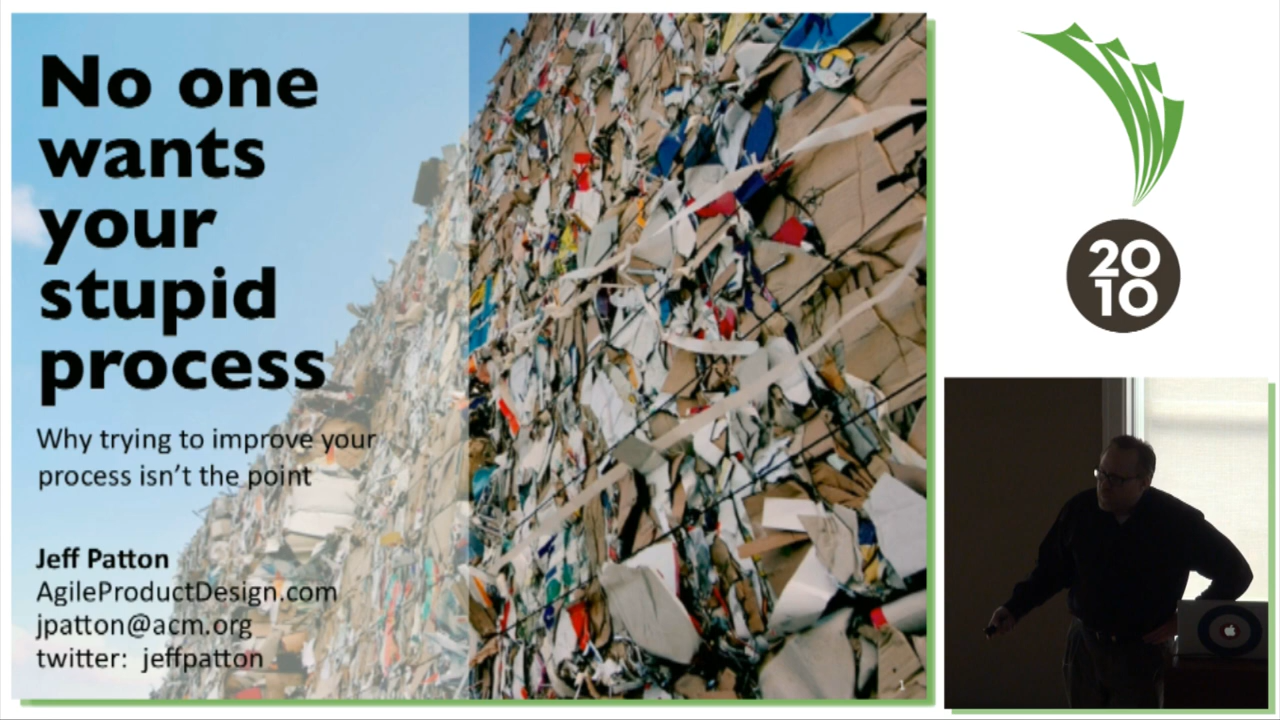 No one
wants
your
stupid
process
Why trying to improve your
process isn't the point
Jeff Patton
AgileProductDesign.com
jpatton@acm.org
twitter: jeffpatton
1
20
10